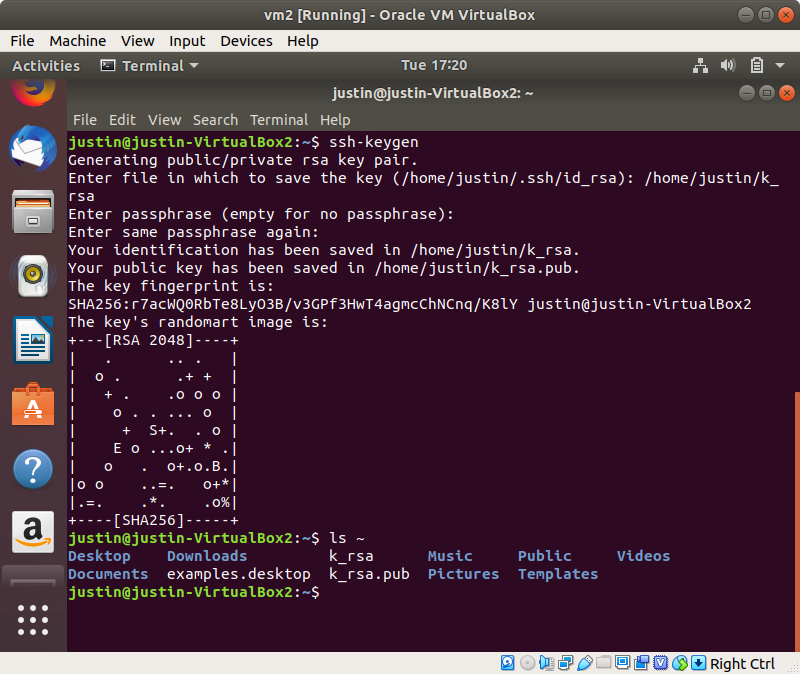 vm2 [Running] - Oracle VM VirtualBox
File Machine View Input Devices Help
Activities Terminal Tue 17:20
justin@justin-VirtualBox2: ~
File Edit View Search Terminal Help
justin@justin-VirtualBox2:~$ ssh-keygen
Generating public/private rsa key pair.
Enter file in which to save the key (/home/justin/.ssh/id_rsa): /home/justin/k_
rsa
Enter passphrase (empty for no passphrase):
Enter same passphrase again:
Your identification has been saved in /home/justin/k_rsa.
Your public key has been saved in /home/justin/k_rsa.pub.
The key fingerprint is:
SHA256:r7acWQ0RbTe8LyO3B/v3GPf3HwT4agmcChNCnq/K8lY justin@justin-VirtualBox2
The key's randomart image is:
+---[RSA 2048]----+
|    .       .. .    |
|   o .       .+ +   |
|    + .     .o o o  |
|     o . . ... o   |
|      +  S+.  . o  |
|     E o ...o+ * . |
|    o   .  o+.o.B. |
|o o     ..=.   o+* |
|.=.     .*.     .o%|
+----[SHA256]-----+
justin@justin-VirtualBox2:~$ ls ~
Desktop Downloads k_rsa Music Public Videos
Documents examples.desktop k_rsa.pub Pictures Templates
justin@justin-VirtualBox2:~$
Right Ctrl